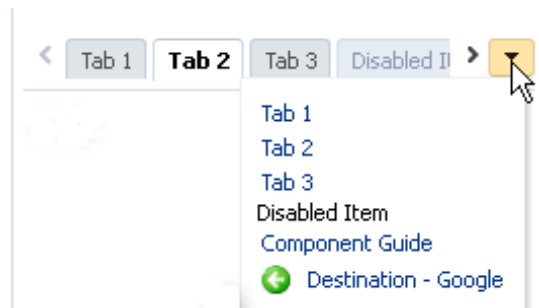 Tab 1 Tab 2 Tab 3 Disabled
Tab 1
Tab 2
Tab 3
Disabled Item
Component Guide
Destination - Google